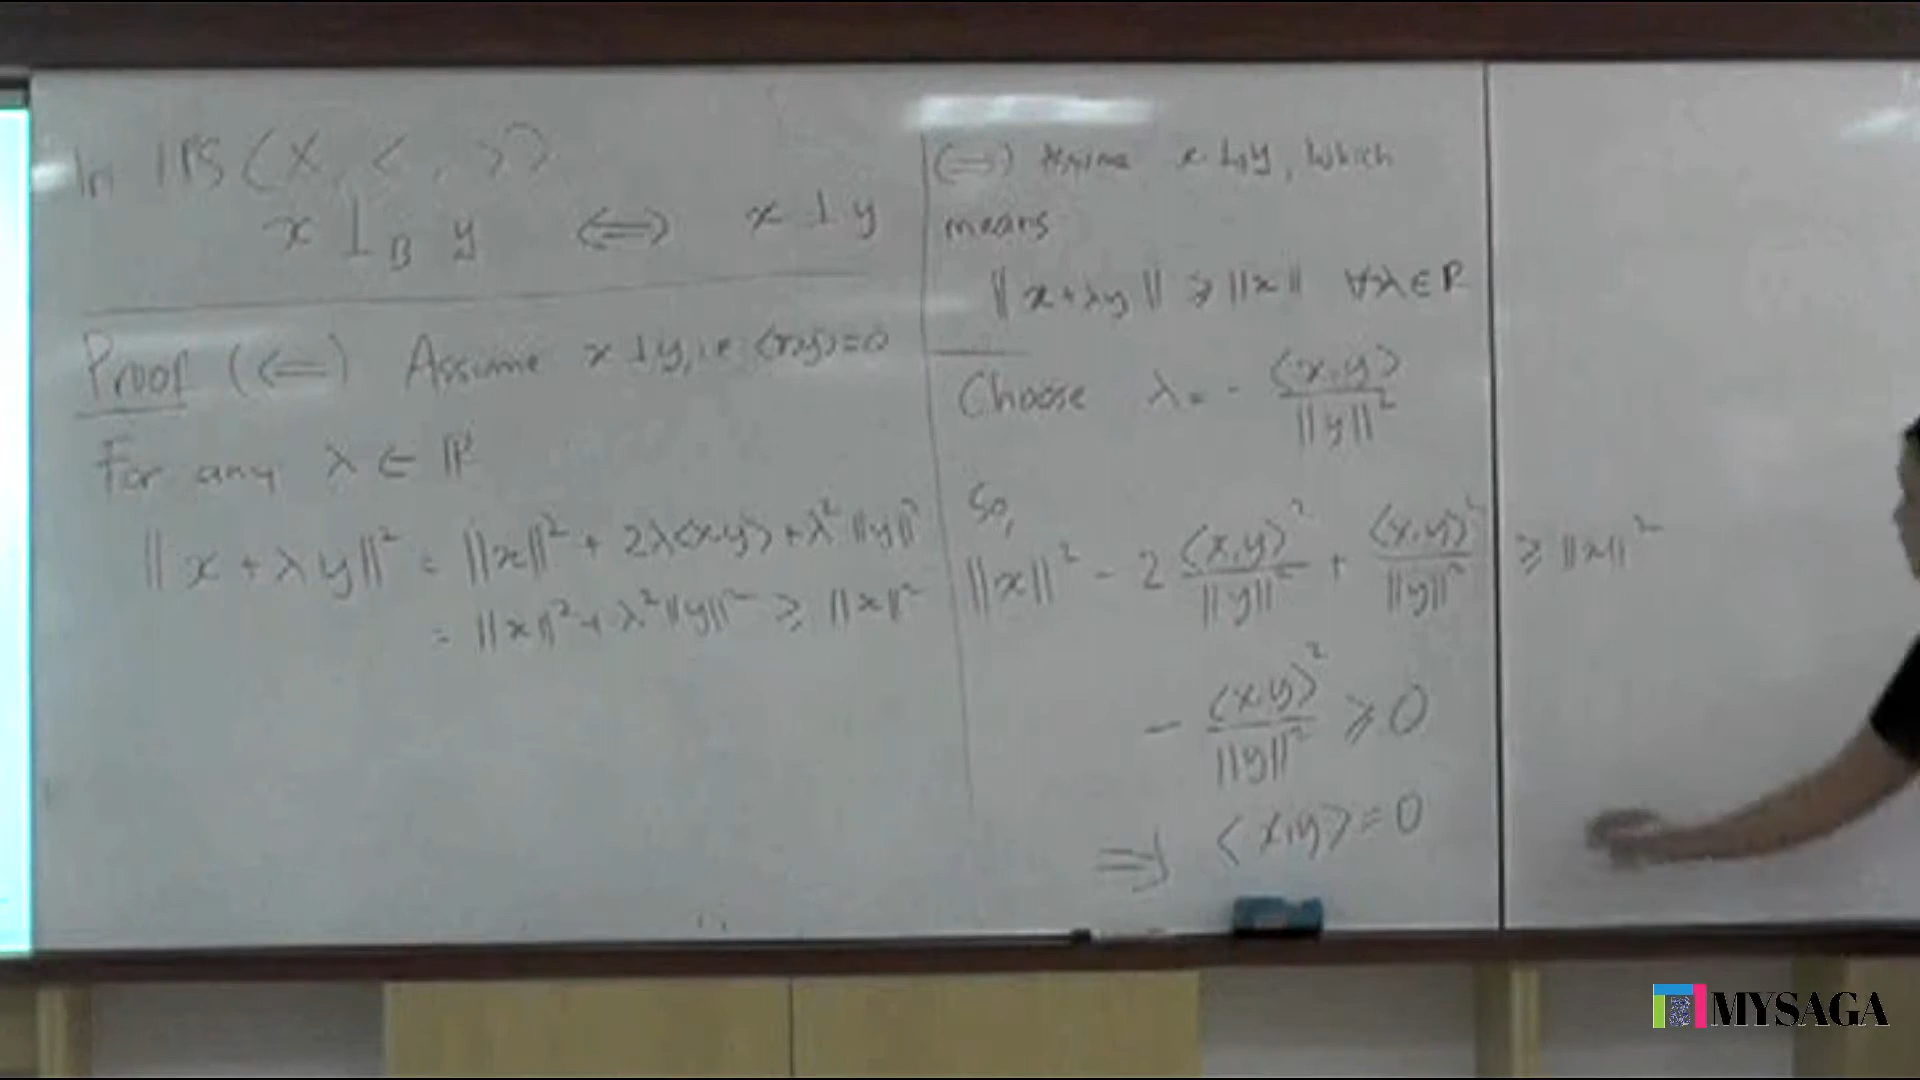 In IPS (X, < , >)
x ⊥_B y ⟺ x ⊥ y
Proof (⟸) Assume x ⊥ y, i.e <x,y> = 0
For any λ ∈ ℝ
||x + λy||² = ||x||² + 2λ<x,y> + λ²||y||²
= ||x||² + λ²||y||² ≥ ||x||²
(⟹) Assume x ⊥_B y, which
means
||x + λy|| ≥ ||x|| ∀λ ∈ ℝ
Choose λ = - <x,y> / ||y||²
So,
||x||² - 2 <x,y>² / ||y||² + <x,y>² / ||y||² ≥ ||x||²
- <x,y>² / ||y||² ≥ 0
⟹ <x,y> = 0
MYSAGA